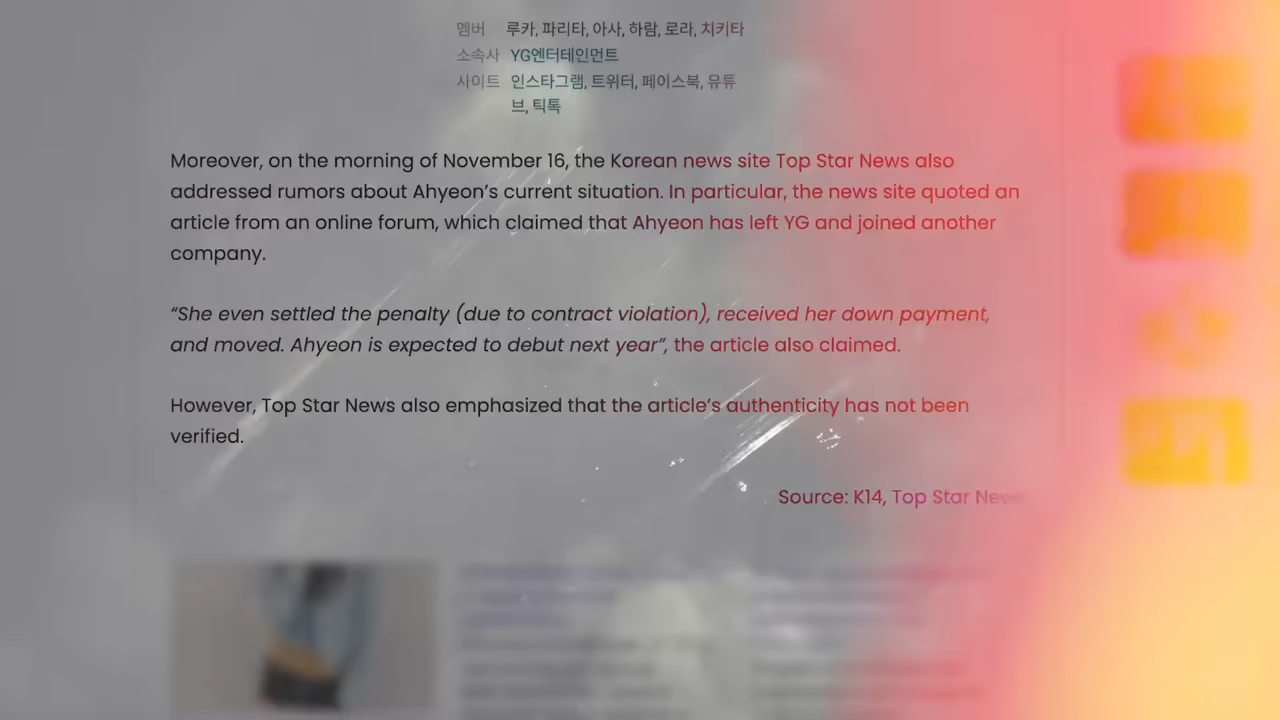 멤버 루카, 파리타, 아사, 하람, 로라, 치키타
소속사 YG엔터테인먼트
사이트 인스타그램, 트위터, 페이스북, 유튜
브, 틱톡
Moreover, on the morning of November 16, the Korean news site Top Star News also
addressed rumors about Ahyeon’s current situation. In particular, the news site quoted an
article from an online forum, which claimed that Ahyeon has left YG and joined another
company.
“She even settled the penalty (due to contract violation), received her down payment,
and moved. Ahyeon is expected to debut next year”, the article also claimed.
However, Top Star News also emphasized that the article’s authenticity has not been
verified.
Source: K14, Top Star News